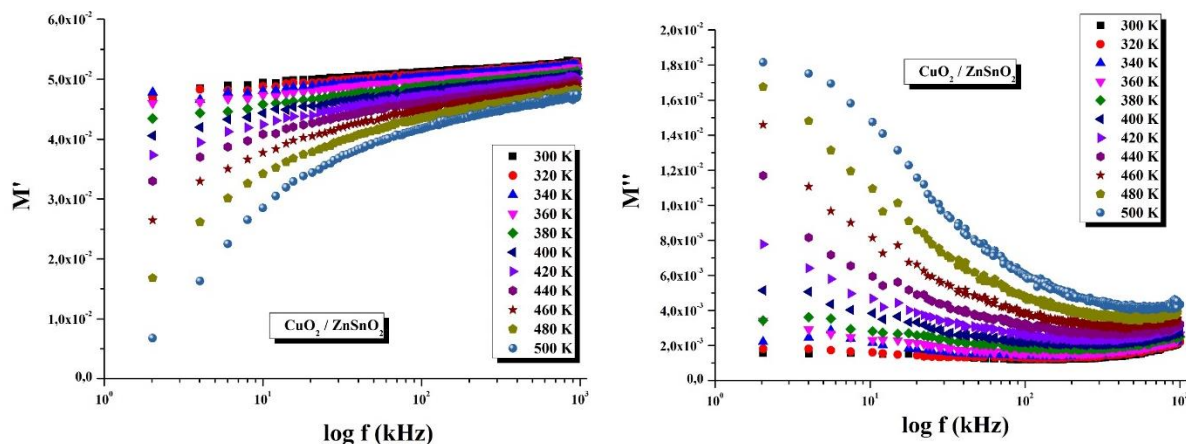 6,0x10⁻²
5,0x10⁻²
4,0x10⁻²
3,0x10⁻²
2,0x10⁻²
1,0x10⁻²
0,0
M'
CuO₂ / ZnSnO₂
300 K
320 K
340 K
360 K
380 K
400 K
420 K
440 K
460 K
480 K
500 K
10⁰ 10¹ 10² 10³
log f (kHz)
2,0x10⁻²
1,8x10⁻²
1,6x10⁻²
1,4x10⁻²
1,2x10⁻²
1,0x10⁻²
8,0x10⁻³
6,0x10⁻³
4,0x10⁻³
2,0x10⁻³
0,0
M''
CuO₂ / ZnSnO₂
300 K
320 K
340 K
360 K
380 K
400 K
420 K
440 K
460 K
480 K
500 K
10⁰ 10¹ 10² 10
log f (kHz)